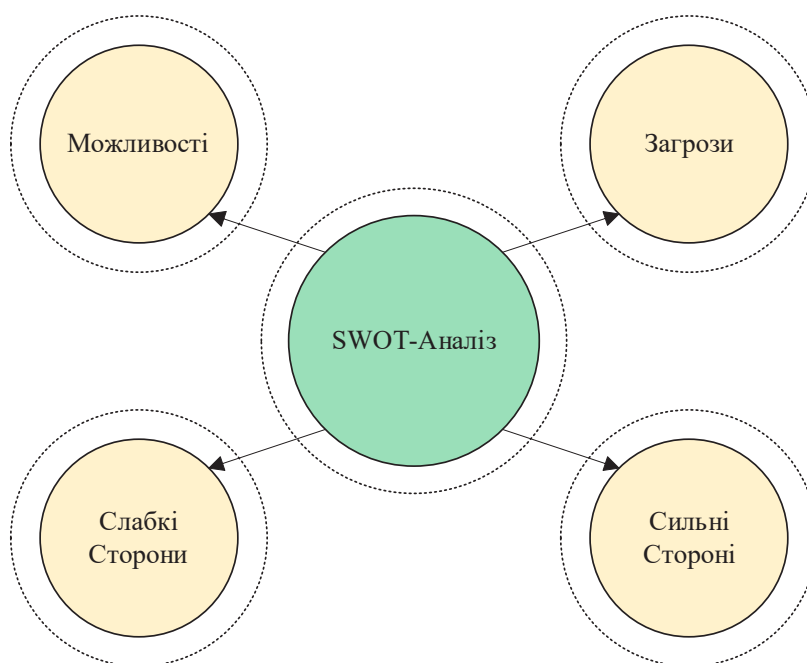 Можливості
Загрози
SWOT-Аналіз
Слабкі
Сторони
Сильні
Стороні